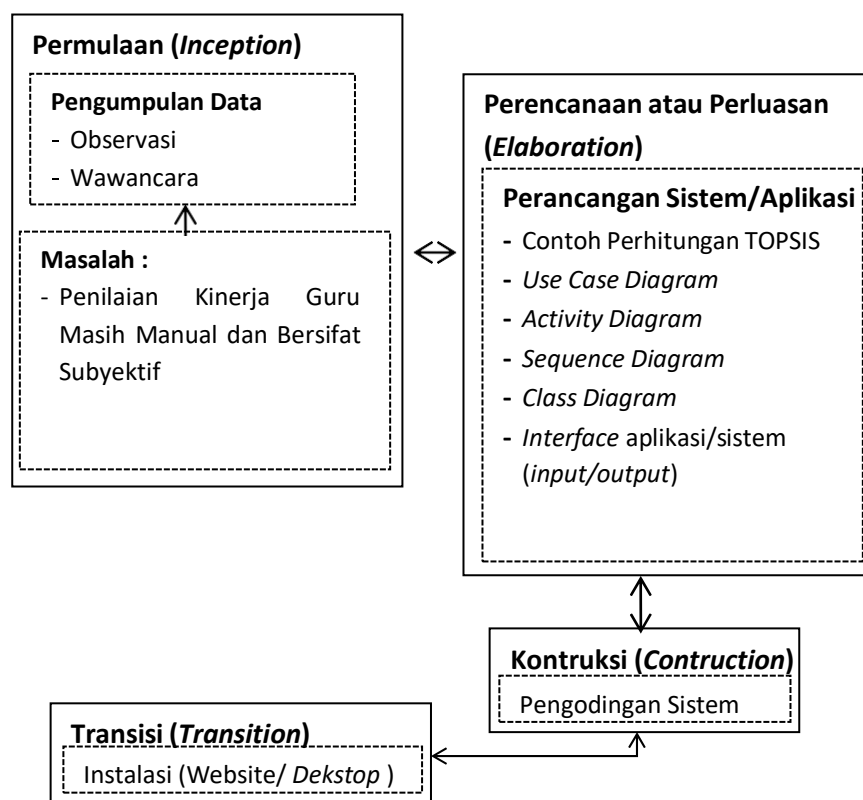 Permulaan (Inception)
Pengumpulan Data
- Observasi
- Wawancara
Masalah :
- Penilaian Kinerja Guru
Masih Manual dan Bersifat
Subyektif
Perencanaan atau Perluasan
(Elaboration)
Perancangan Sistem/Aplikasi
- Contoh Perhitungan TOPSIS
- Use Case Diagram
- Activity Diagram
- Sequence Diagram
- Class Diagram
- Interface aplikasi/sistem
(input/output)
Kontruksi (Contruction)
Pengodingan Sistem
Transisi (Transition)
Instalasi (Website/ Dekstop )